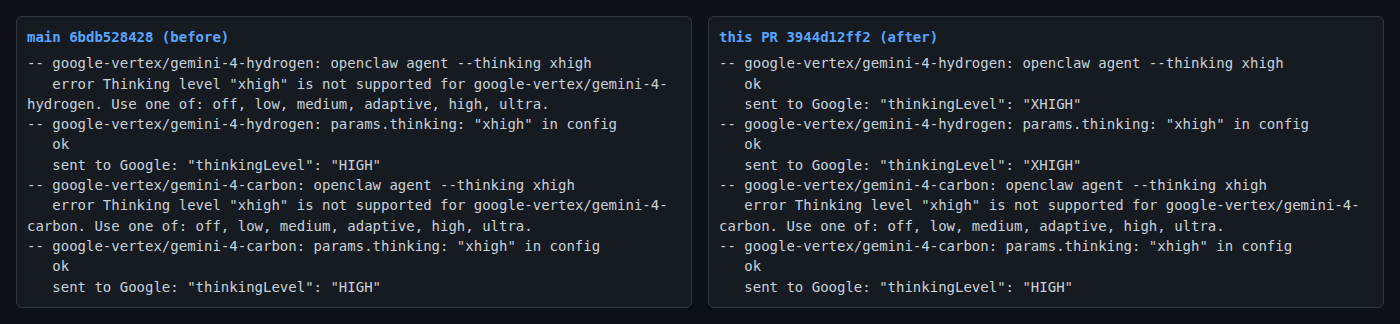 main 6bdb528428 (before)
-- google-vertex/gemini-4-hydrogen: openclaw agent --thinking xhigh
error Thinking level "xhigh" is not supported for google-vertex/gemini-4-
hydrogen. Use one of: off, low, medium, adaptive, high, ultra.
-- google-vertex/gemini-4-hydrogen: params.thinking: "xhigh" in config
ok
sent to Google: "thinkingLevel": "HIGH"
-- google-vertex/gemini-4-carbon: openclaw agent --thinking xhigh
error Thinking level "xhigh" is not supported for google-vertex/gemini-4-
carbon. Use one of: off, low, medium, adaptive, high, ultra.
-- google-vertex/gemini-4-carbon: params.thinking: "xhigh" in config
ok
sent to Google: "thinkingLevel": "HIGH"
this PR 3944d12ff2 (after)
-- google-vertex/gemini-4-hydrogen: openclaw agent --thinking xhigh
ok
sent to Google: "thinkingLevel": "XHIGH"
-- google-vertex/gemini-4-hydrogen: params.thinking: "xhigh" in config
ok
sent to Google: "thinkingLevel": "XHIGH"
-- google-vertex/gemini-4-carbon: openclaw agent --thinking xhigh
error Thinking level "xhigh" is not supported for google-vertex/gemini-4-
carbon. Use one of: off, low, medium, adaptive, high, ultra.
-- google-vertex/gemini-4-carbon: params.thinking: "xhigh" in config
ok
sent to Google: "thinkingLevel": "HIGH"